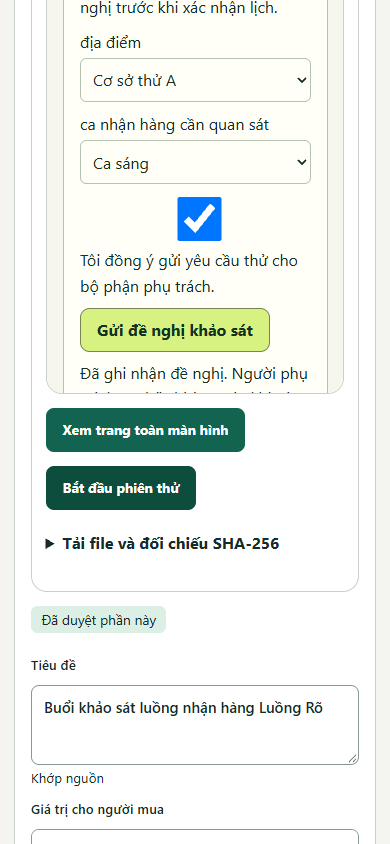 nghị trước khi xác nhận lịch.
địa điểm
Cơ sở thử A
ca nhận hàng cần quan sát
Ca sáng
Tôi đồng ý gửi yêu cầu thử cho
bộ phận phụ trách.
Gửi đề nghị khảo sát
Đã ghi nhận đề nghị. Người phụ
Xem trang toàn màn hình
Bắt đầu phiên thử
Tải file và đối chiếu SHA-256
Đã duyệt phần này
Tiêu đề
Buổi khảo sát luồng nhận hàng Luồng Rõ
Khớp nguồn
Giá trị cho người mua